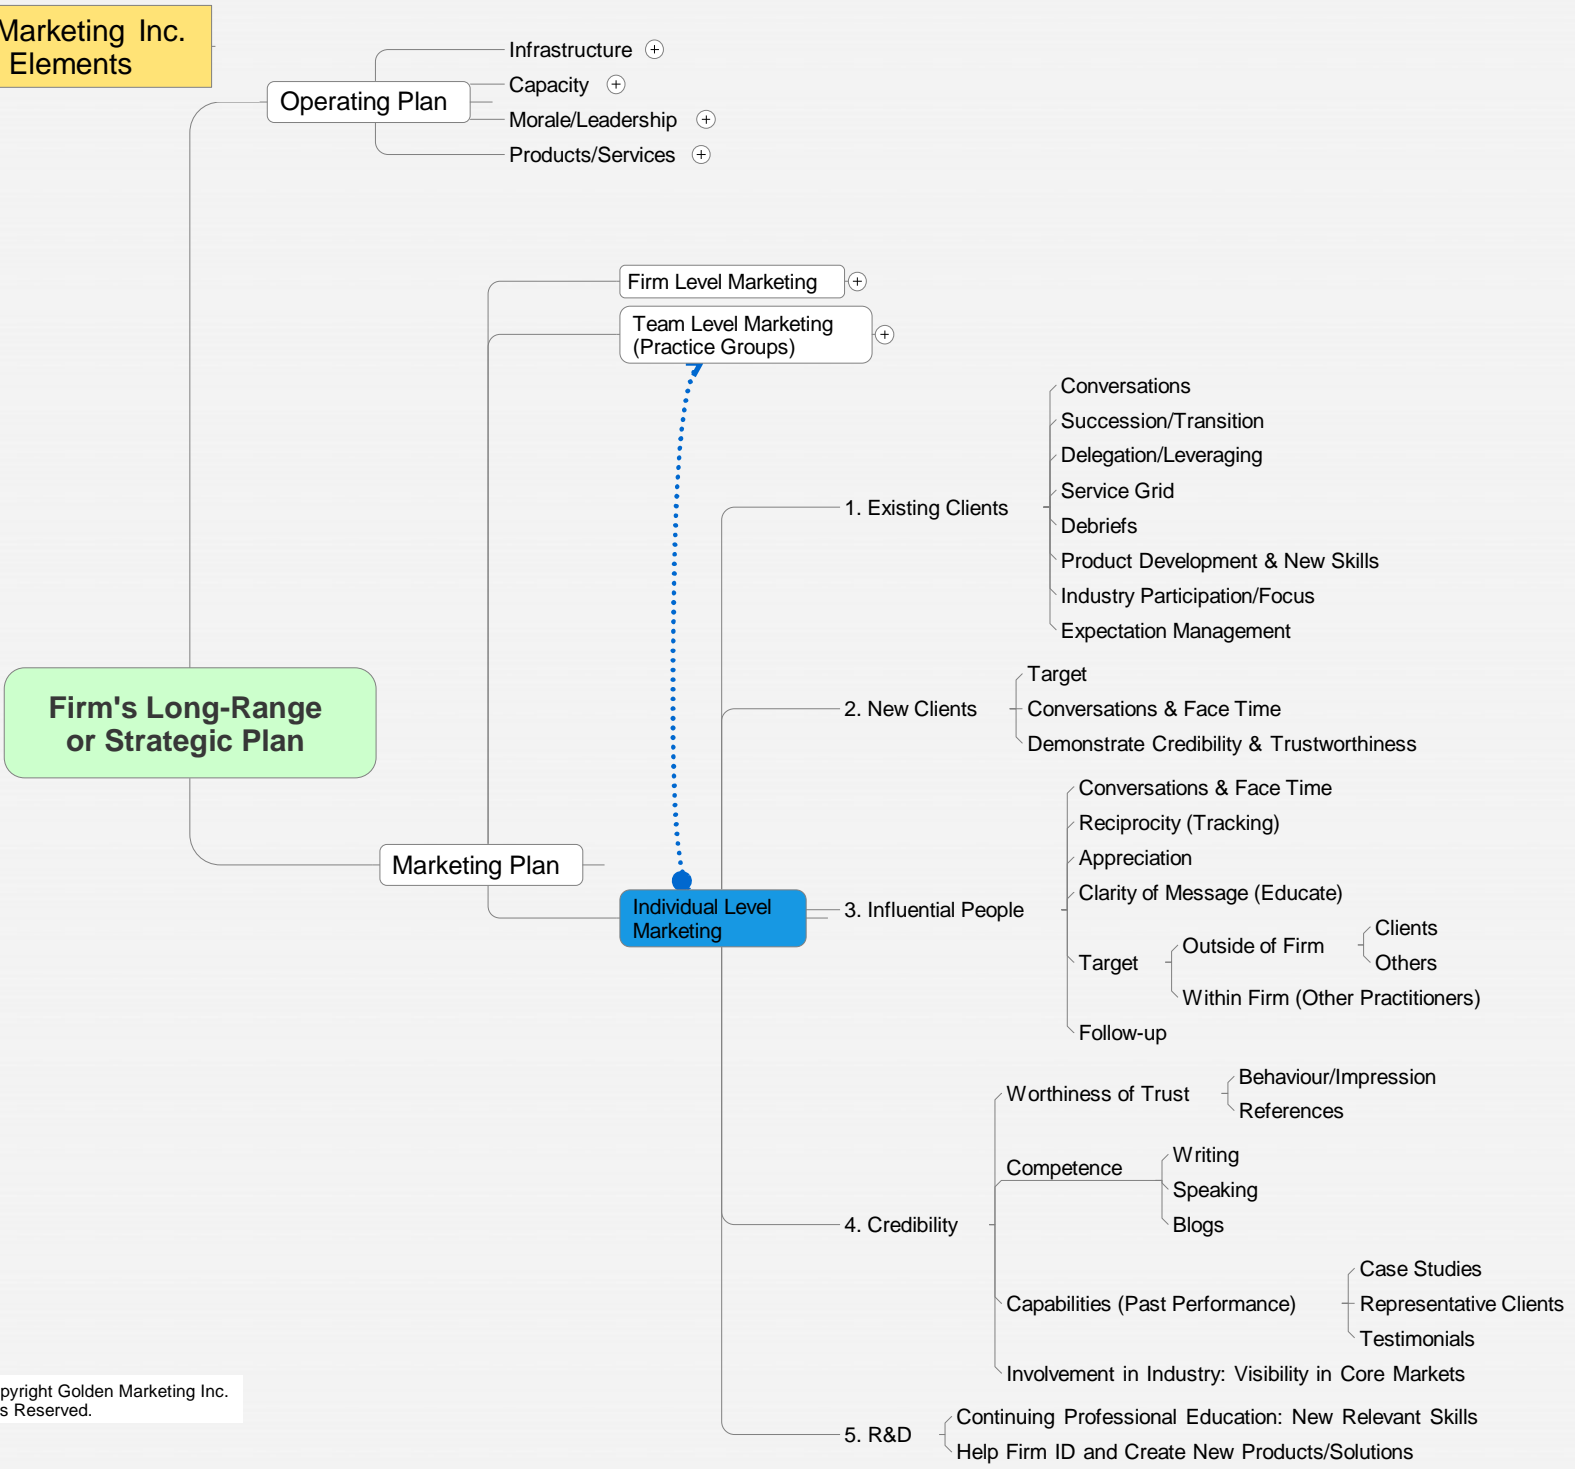 Marketing Inc.
Elements
Operating Plan
Infrastructure
Capacity
Morale/Leadership
Products/Services
Firm Level Marketing
Team Level Marketing
(Practice Groups)
Firm's Long-Range
or Strategic Plan
Marketing Plan
Individual Level
Marketing
1. Existing Clients
Conversations
Succession/Transition
Delegation/Leveraging
Service Grid
Debriefs
Product Development & New Skills
Industry Participation/Focus
Expectation Management
2. New Clients
Target
Conversations & Face Time
Demonstrate Credibility & Trustworthiness
3. Influential People
Conversations & Face Time
Reciprocity (Tracking)
Appreciation
Clarity of Message (Educate)
Target
Outside of Firm
Clients
Others
Within Firm (Other Practitioners)
Follow-up
4. Credibility
Worthiness of Trust
Behaviour/Impression
References
Competence
Writing
Speaking
Blogs
Capabilities (Past Performance)
Case Studies
Representative Clients
Testimonials
Involvement in Industry: Visibility in Core Markets
5. R&D
Continuing Professional Education: New Relevant Skills
Help Firm ID and Create New Products/Solutions
pyright Golden Marketing Inc.
s Reserved.